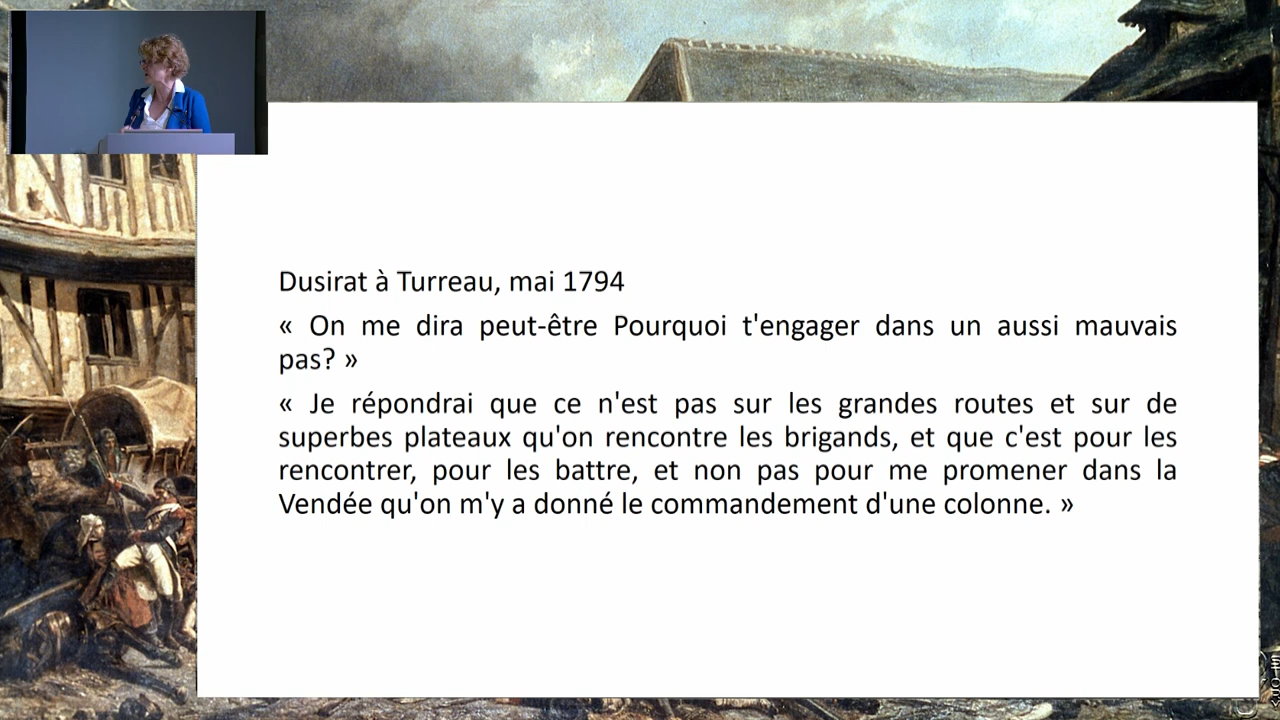 Dusirat à Turreau, mai 1794
« On me dira peut-être Pourquoi t'engager dans un aussi mauvais
pas? »
« Je répondrai que ce n'est pas sur les grandes routes et sur de
superbes plateaux qu'on rencontre les brigands, et que c'est pour les
rencontrer, pour les battre, et non pas pour me promener dans la
Vendée qu'on m'y a donné le commandement d'une colonne. »